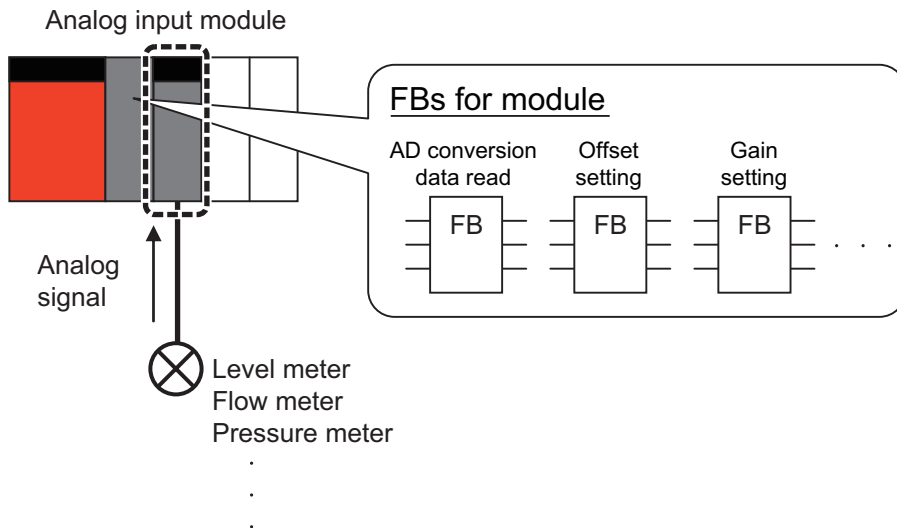 Analog input module
FBs for module
AD conversion
data read
Offset
setting
Gain
setting
FB
FB
FB
. . .
Analog
signal
Level meter
Flow meter
Pressure meter
.
.
.